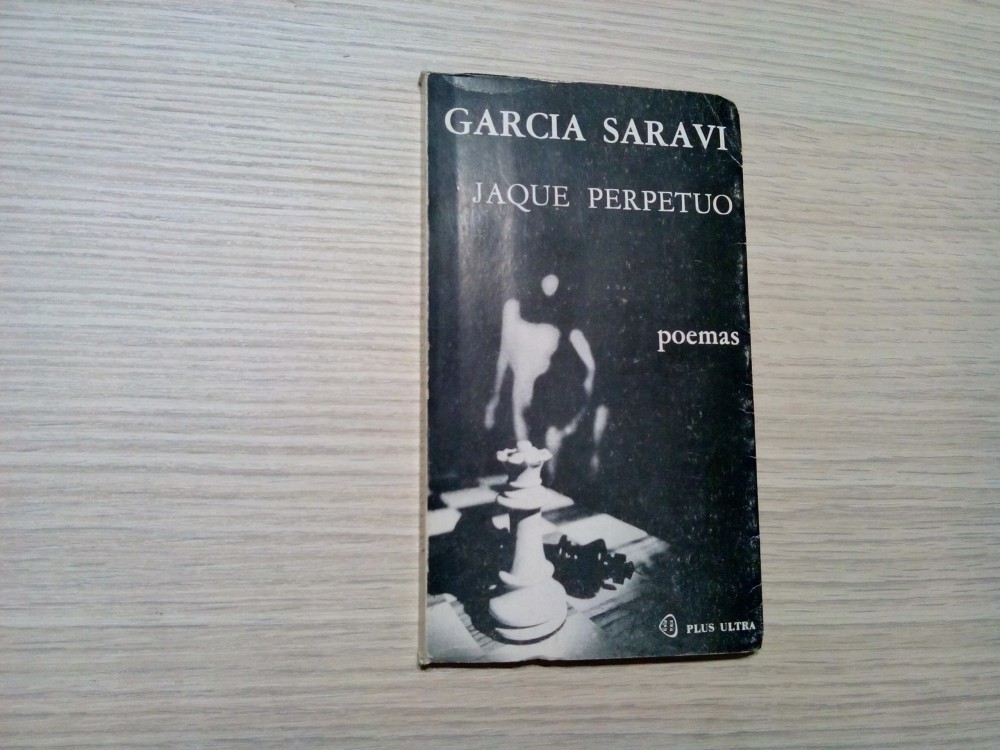 GARCIA SARAVI
JAQUE PERPETUO
poemas
PLUS ULTRA